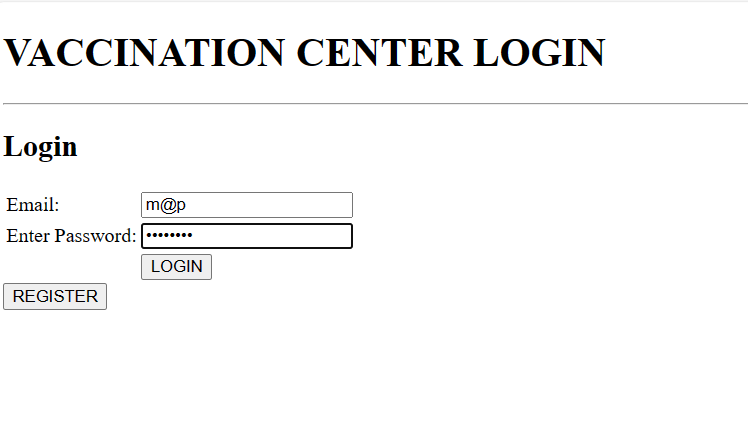 VACCINATION CENTER LOGIN
Login
Email: m@p
Enter Password: ••••••••
LOGIN
REGISTER